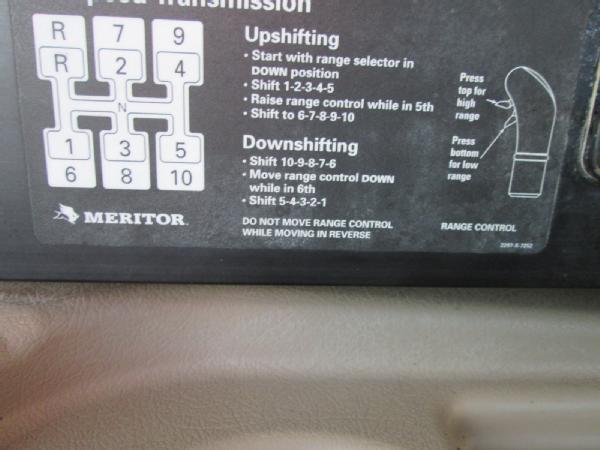 Speed Transmission
R 7 9
R 2 4
N
1 3 5
6 8 10
MERITOR
Upshifting
• Start with range selector in
DOWN position
• Shift 1-2-3-4-5
• Raise range control while in 5th
• Shift to 6-7-8-9-10
Downshifting
• Shift 10-9-8-7-6
• Move range control DOWN
while in 6th
• Shift 5-4-3-2-1
DO NOT MOVE RANGE CONTROL
WHILE MOVING IN REVERSE
Press
top for
high
range
Press
bottom
for low
range
RANGE CONTROL